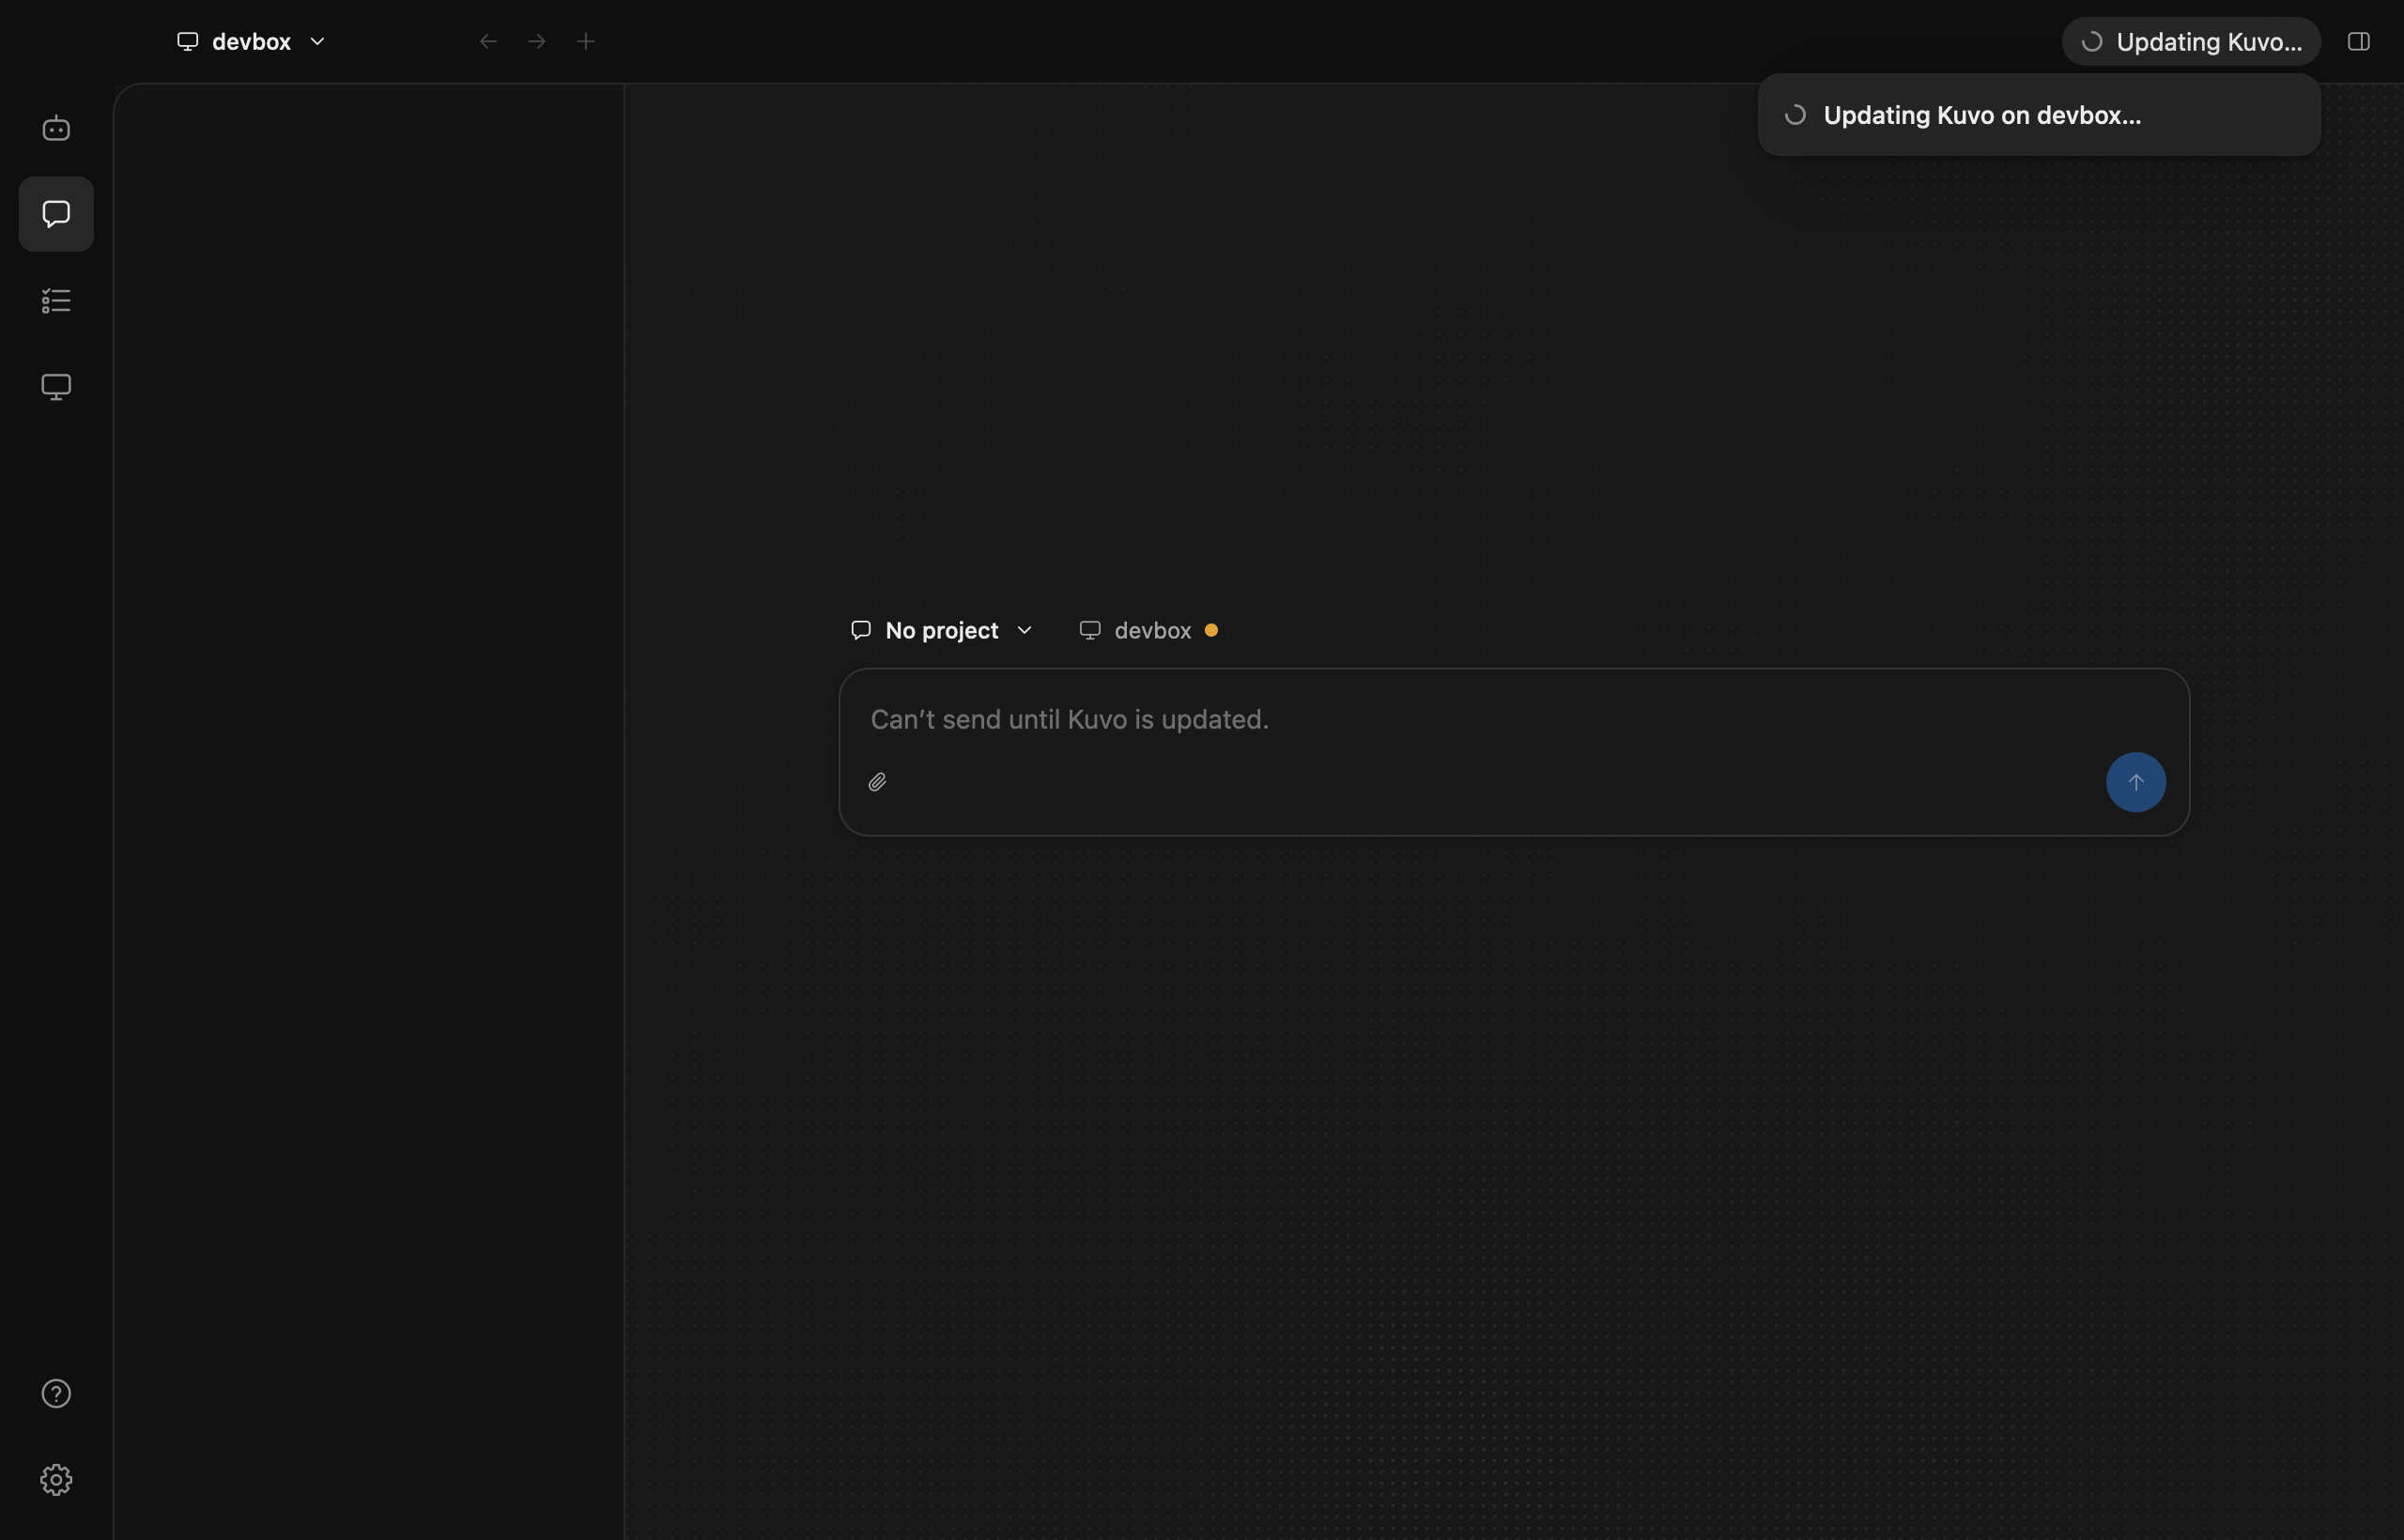 devbox
Updating Kuvo...
Updating Kuvo on devbox...
No project
devbox
Can’t send until Kuvo is updated.